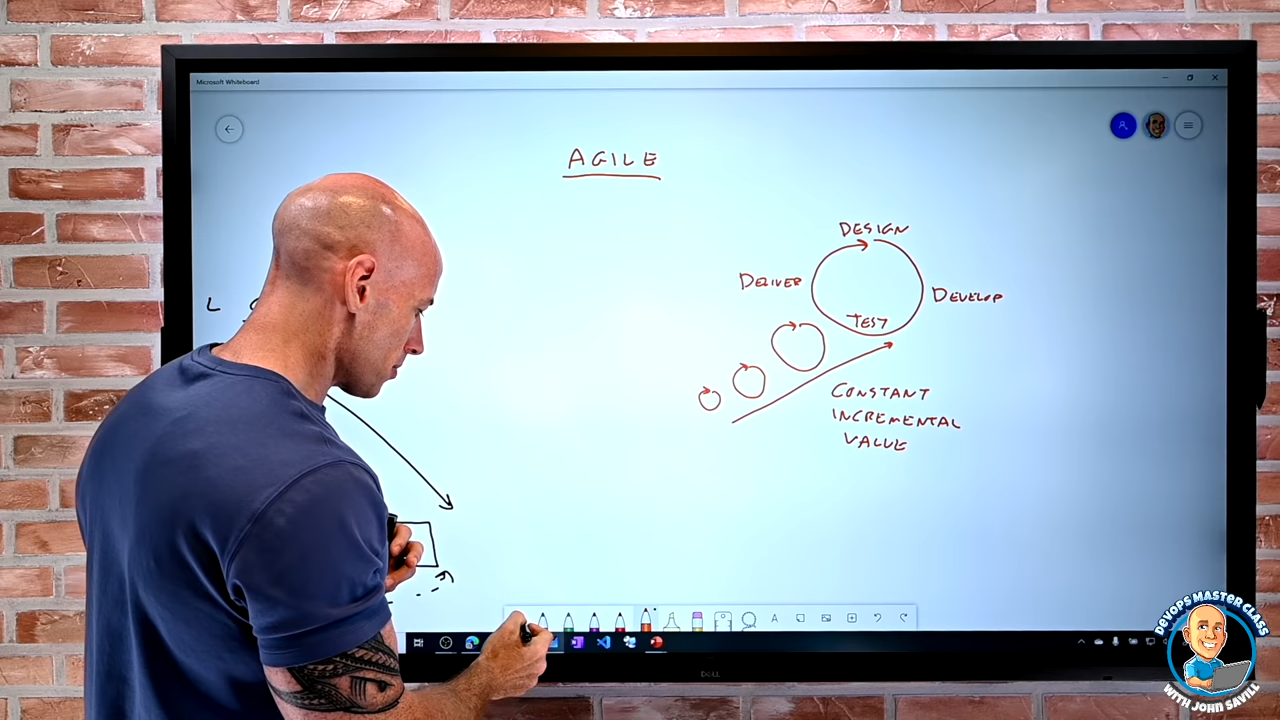 Microsoft Whiteboard
AGILE
DESIGN
DELIVER
DEVELOP
TEST
CONSTANT
INCREMENTAL
VALUE
L
A
DELL
DEVOPS MASTER CLASS
WITH JOHN SAVILL